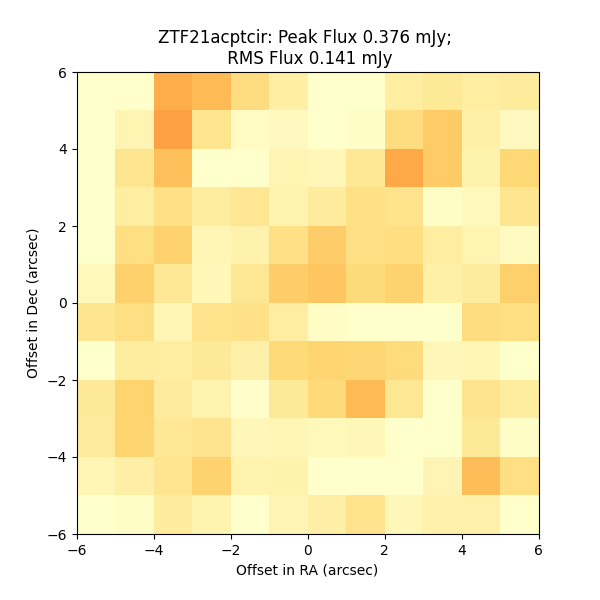 ZTF21acptcir: Peak Flux 0.376 mJy;
RMS Flux 0.141 mJy
6
4
2
0
−2
−4
−6
Offset in Dec (arcsec)
−6 −4 −2 0 2 4 6
Offset in RA (arcsec)